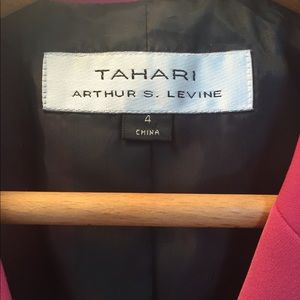 TAHARI
ARTHUR S. LEVINE
4
CHINA